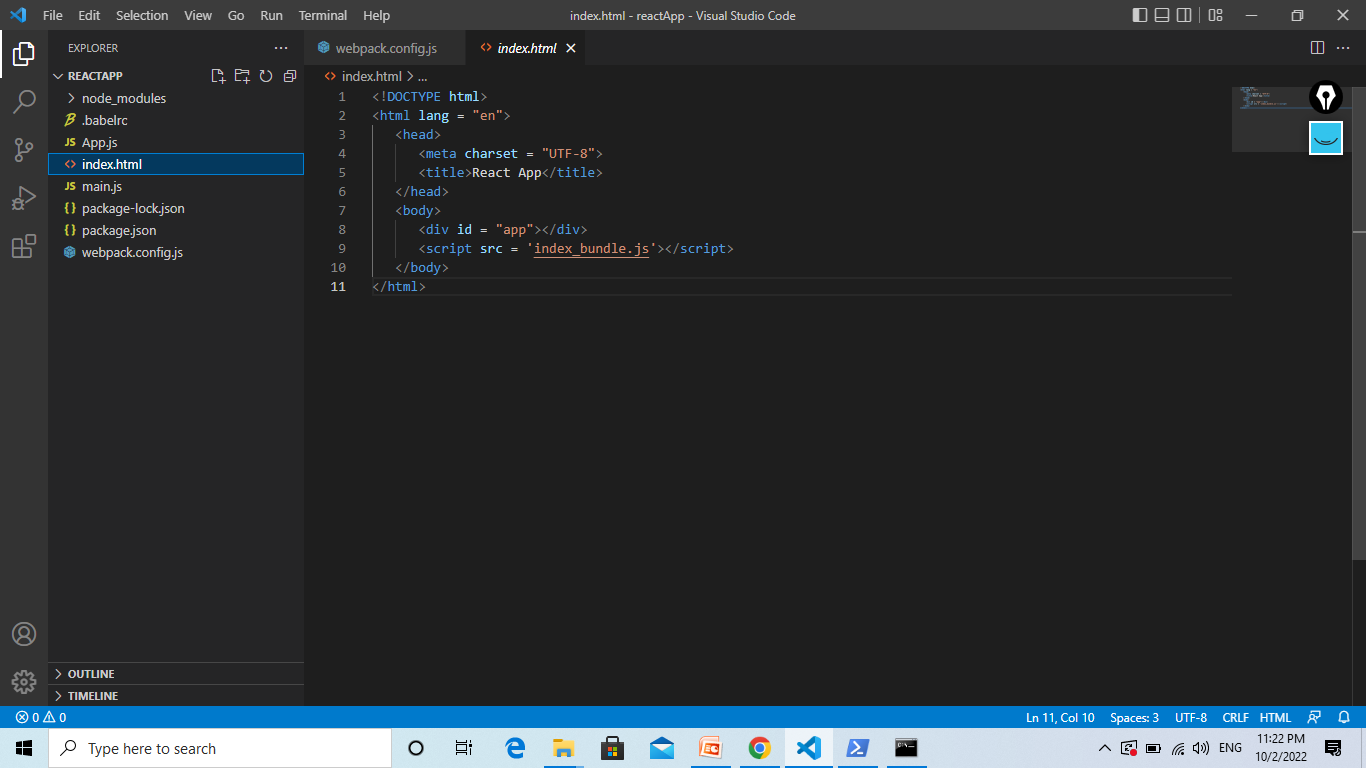 File Edit Selection View Go Run Terminal Help
index.html - reactApp - Visual Studio Code
EXPLORER
REACTAPP
node_modules
.babelrc
App.js
index.html
main.js
package-lock.json
package.json
webpack.config.js
OUTLINE
TIMELINE
webpack.config.js index.html
index.html > ...
1 <!DOCTYPE html>
2 <html lang = "en">
3 <head>
4 <meta charset = "UTF-8">
5 <title>React App</title>
6 </head>
7 <body>
8 <div id = "app"></div>
9 <script src = 'index_bundle.js'></script>
10 </body>
11 </html>
0 0 Ln 11, Col 10 Spaces: 3 UTF-8 CRLF HTML
Type here to search
ENG
11:22 PM
10/2/2022